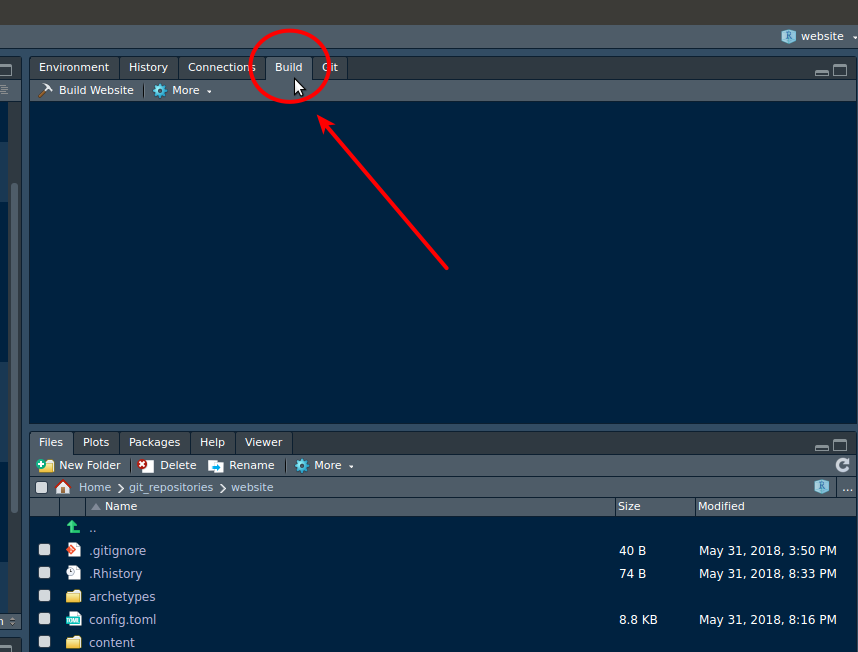 website
Environment History Connections Build Git
Build Website More
Files Plots Packages Help Viewer
New Folder Delete Rename More
Home git_repositories website ...
Name Size Modified
..
.gitignore 40 B May 31, 2018, 3:50 PM
.Rhistory 74 B May 31, 2018, 8:33 PM
archetypes
config.toml 8.8 KB May 31, 2018, 8:16 PM
content